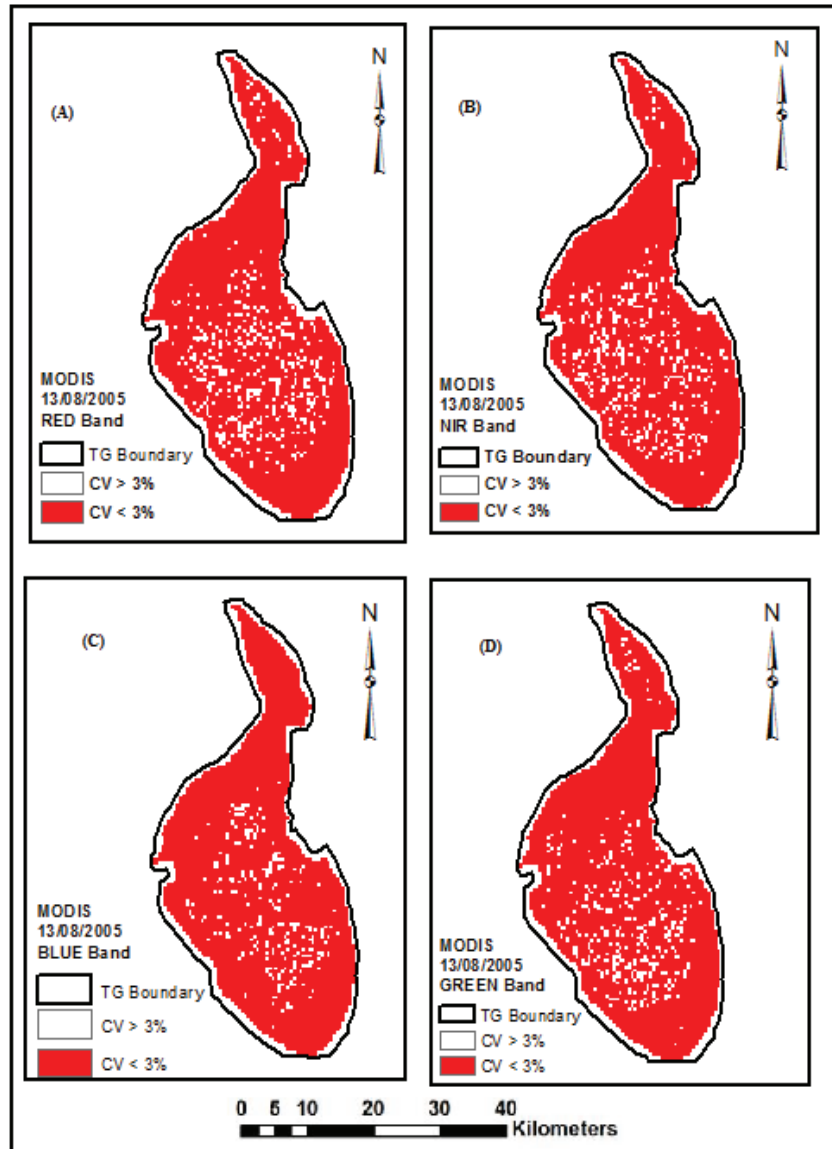 (A)
N
MODIS
13/08/2005
RED Band
TG Boundary
CV > 3%
CV < 3%
(B)
N
MODIS
13/08/2005
NIR Band
TG Boundary
CV > 3%
CV < 3%
(C)
N
MODIS
13/08/2005
BLUE Band
TG Boundary
CV > 3%
CV < 3%
(D)
N
MODIS
13/08/2005
GREEN Band
TG Boundary
CV > 3%
CV < 3%
0 5 10 20 30 40
Kilometers